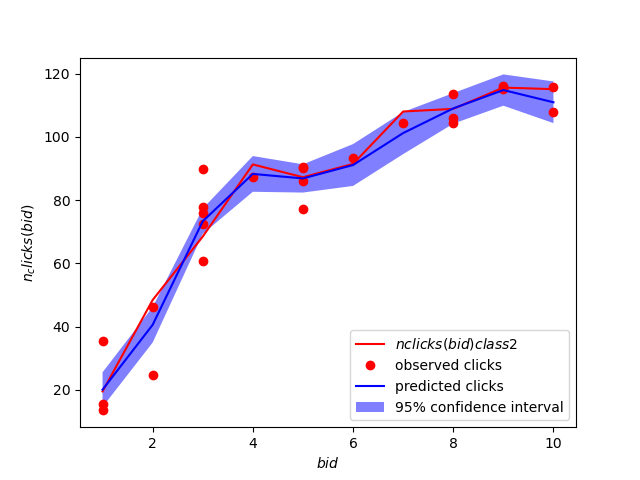 120
100
80
60
40
20
n_clicks(bid)
nclicks(bid)class2
observed clicks
predicted clicks
95% confidence interval
2
4
6
8
10
bid